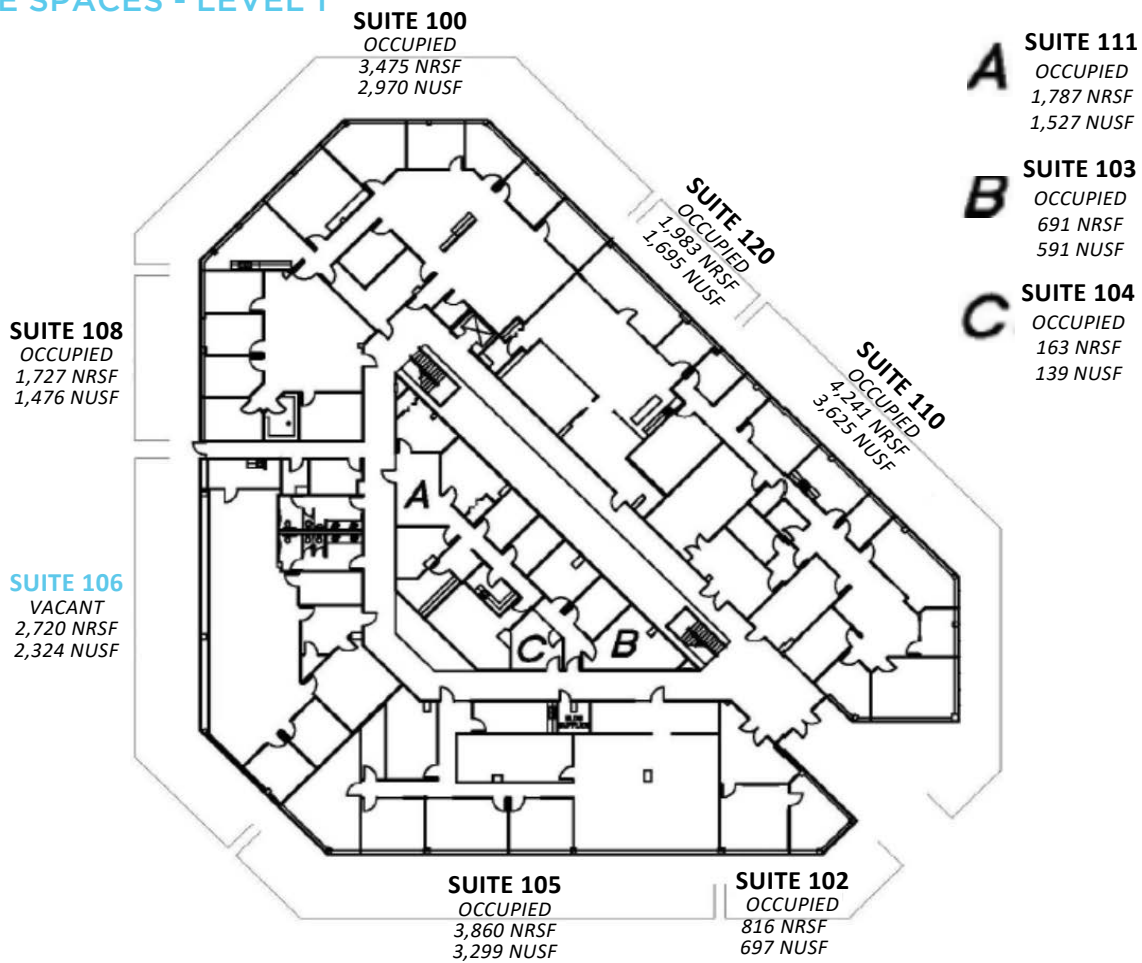 E SPACES - LEVEL 1
SUITE 100
OCCUPIED
3,475 NRSF
2,970 NUSF
A
SUITE 111
OCCUPIED
1,787 NRSF
1,527 NUSF
B
SUITE 103
OCCUPIED
691 NRSF
591 NUSF
C
SUITE 104
OCCUPIED
163 NRSF
139 NUSF
SUITE 120
OCCUPIED
1,983 NRSF
1,695 NUSF
SUITE 110
OCCUPIED
4,241 NRSF
3,625 NUSF
SUITE 108
OCCUPIED
1,727 NRSF
1,476 NUSF
A
SUITE 106
VACANT
2,720 NRSF
2,324 NUSF
C
B
BLDG
SUPPLIES
SUITE 105
OCCUPIED
3,860 NRSF
3,299 NUSF
SUITE 102
OCCUPIED
816 NRSF
697 NUSF